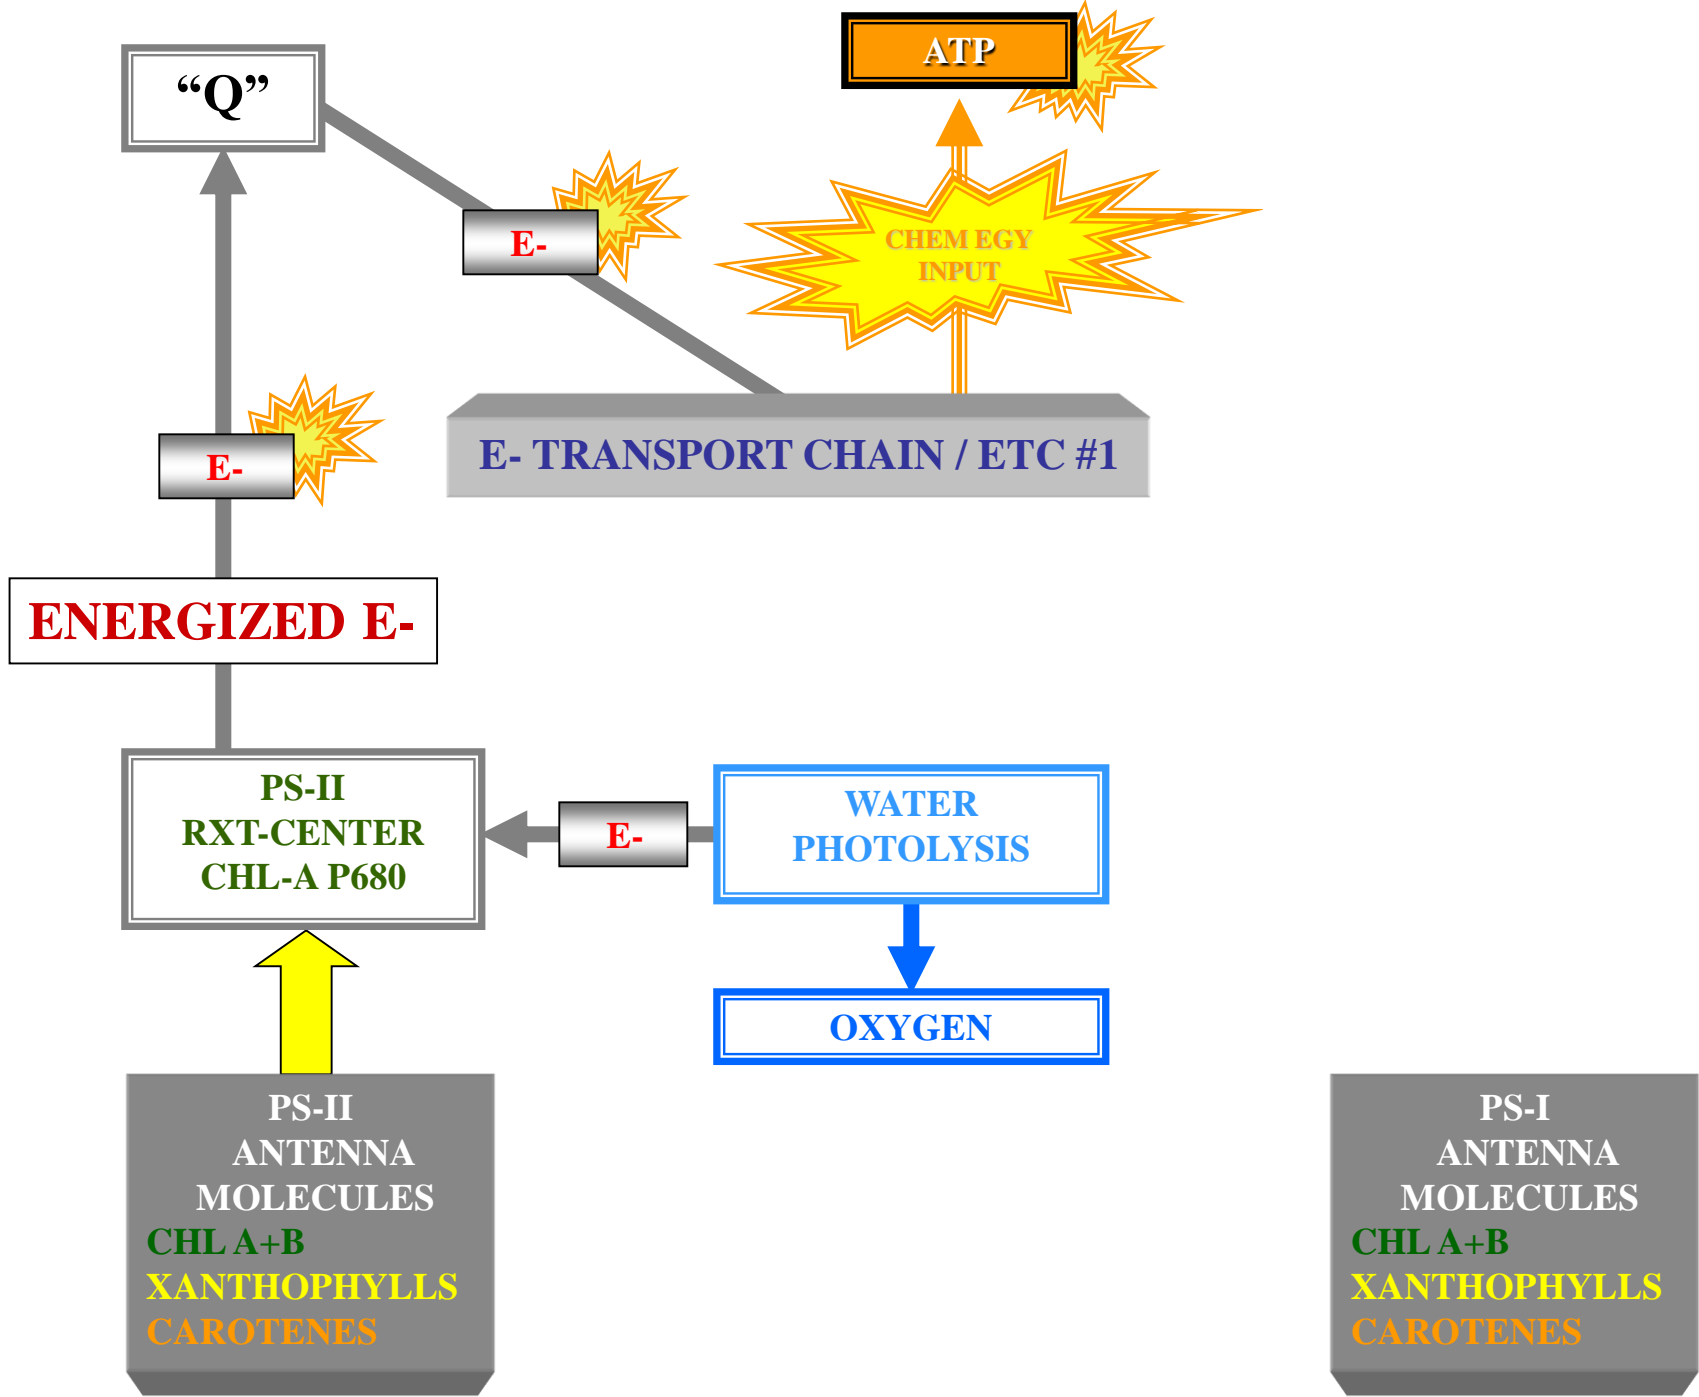 “Q”
ATP
E-
CHEM EGY
INPUT
E- TRANSPORT CHAIN / ETC #1
E-
ENERGIZED E-
PS-II
RXT-CENTER
CHL-A P680
E-
WATER
PHOTOLYSIS
OXYGEN
PS-II
ANTENNA
MOLECULES
CHL A+B
XANTHOPHYLLS
CAROTENES
PS-I
ANTENNA
MOLECULES
CHL A+B
XANTHOPHYLLS
CAROTENES